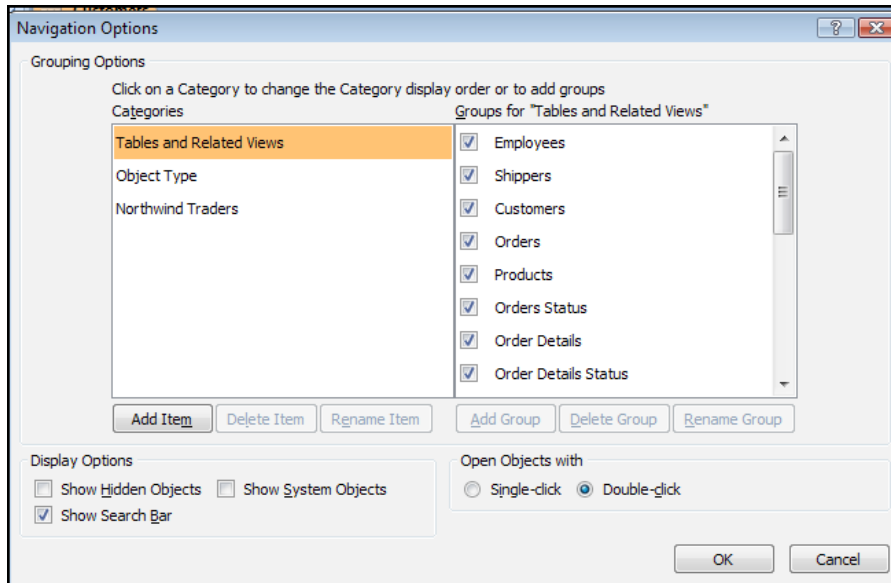 Customers
Navigation Options
Grouping Options
Click on a Category to change the Category display order or to add groups
Categories
Groups for "Tables and Related Views"
Tables and Related Views
Object Type
Northwind Traders
Employees
Shippers
Customers
Orders
Products
Orders Status
Order Details
Order Details Status
Add Item
Delete Item
Rename Item
Add Group
Delete Group
Rename Group
Display Options
Show Hidden Objects
Show System Objects
Show Search Bar
Open Objects with
Single-click
Double-click
OK
Cancel